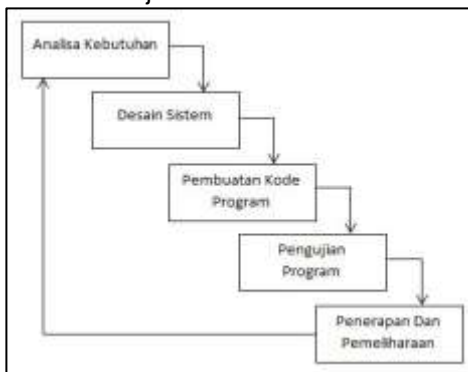 Analisa Kebutuhan
Desain Sistem
Pembuatan Kode
Program
Pengujian
Program
Penerapan Dan
Pemeliharaan